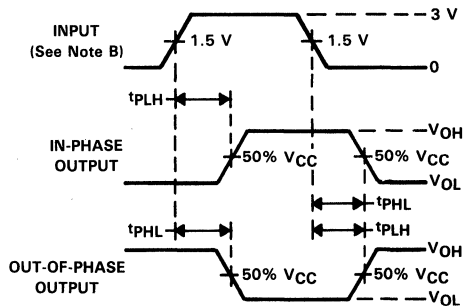 3 V
INPUT
(See Note B)
1.5 V
1.5 V
0
tPLH
VOH
IN-PHASE
OUTPUT
50% VCC
50% VCC
VOL
tPHL
tPHL
tPLH
VOH
OUT-OF-PHASE
OUTPUT
50% VCC
50% VCC
VOL